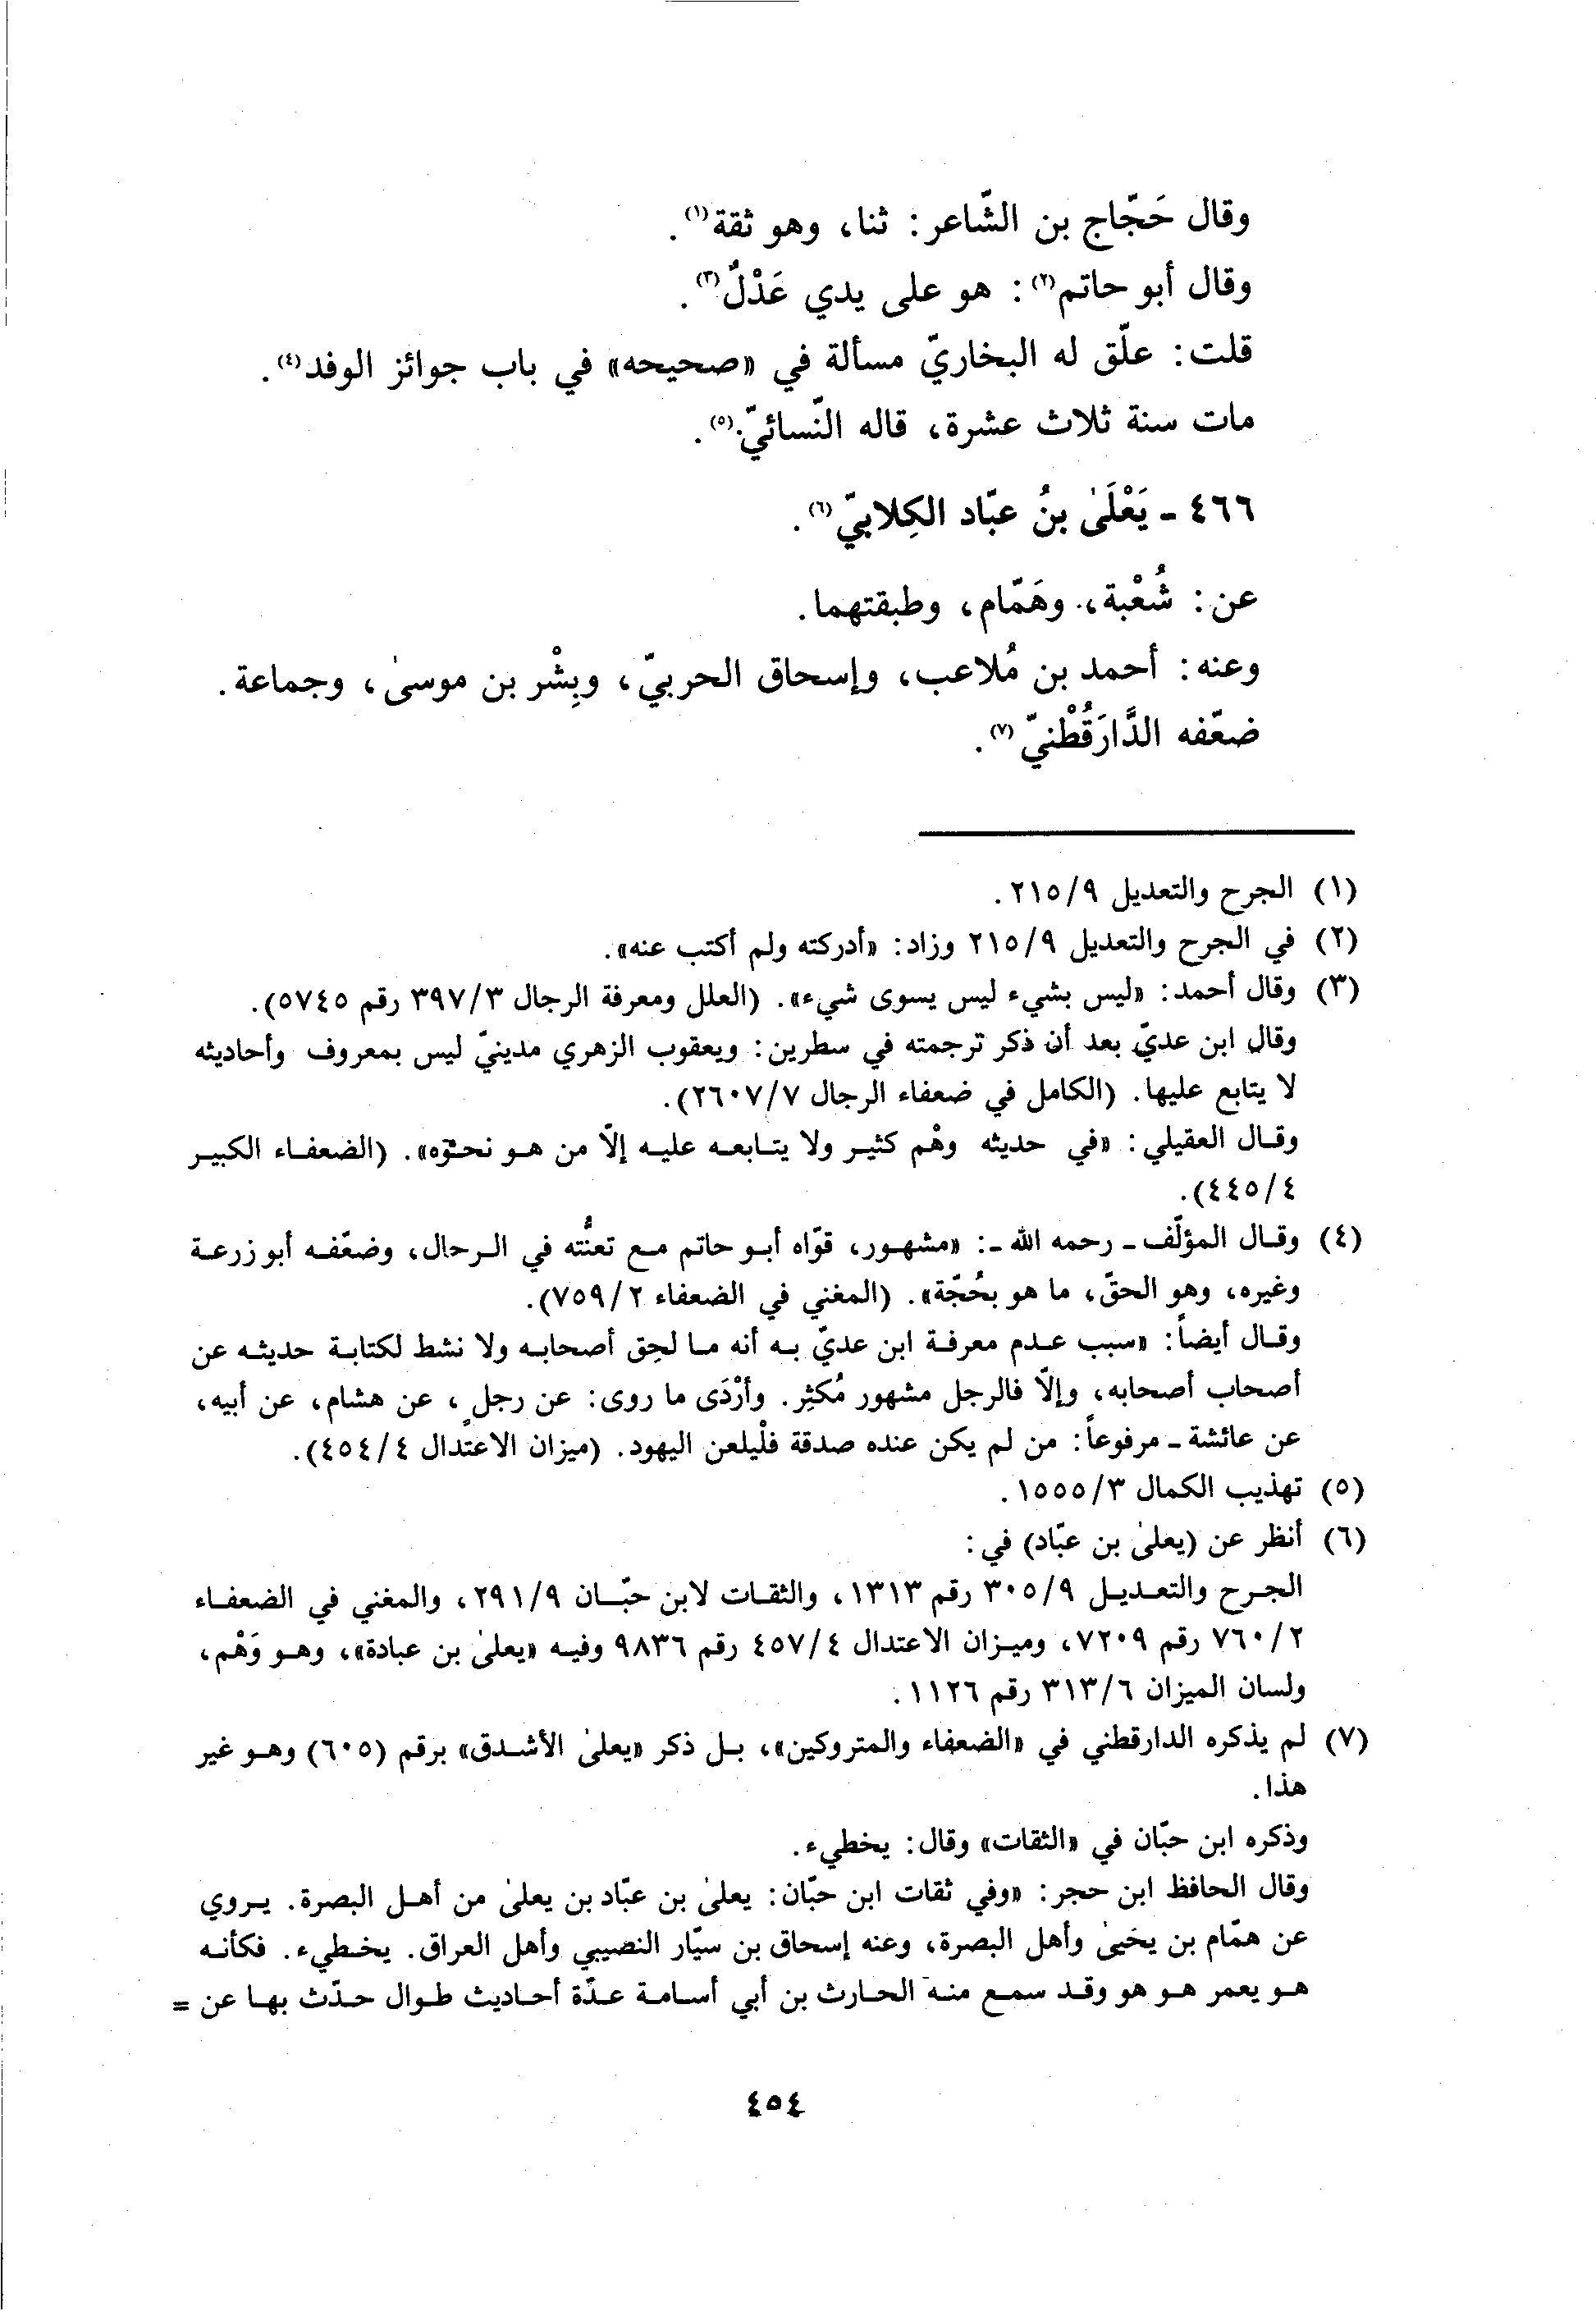 وقال حَجّاج بن الشّاعر: ثنا، وهو ثقة(١).
وقال أبو حاتم(٢): هو على يدي عَدْلٌ(٣).
قلت: علّق له البخاريّ مسألة في «صحيحه» في باب جوائز الوفد(٤).
مات سنة ثلاث عشرة، قاله النّسائيّ(٥).
٤٦٦ - يَعْلَىٰ بنُ عبّاد الكِلابيّ(٦).
عن: شُعْبة، وهَمّام، وطبقتهما.
وعنه: أحمد بن مُلاعب، وإسحاق الحربيّ، وبِشْر بن موسىٰ، وجماعة.
ضعّفه الدَّارَقُطْنيّ(٧).
(١) الجرح والتعديل ٢١٥/٩.
(٢) في الجرح والتعديل ٢١٥/٩ وزاد: «أدركته ولم أكتب عنه».
(٣) وقال أحمد: «ليس بشيء ليس يسوى شيء». (العلل ومعرفة الرجال ٣٩٧/٣ رقم ٥٧٤٥).
وقال ابن عديّ بعد أن ذكر ترجمته في سطرين: ويعقوب الزهري مدينيّ ليس بمعروف وأحاديثه
لا يتابع عليها. (الكامل في ضعفاء الرجال ٢٦٠٧/٧).
وقال العقيلي: «في حديثه وهْم كثير ولا يتابعه عليه إلّا من هو نحوه». (الضعفاء الكبير
٤٤٥/٤).
(٤) وقال المؤلّف - رحمه الله -: «مشهور، قوّاه أبو حاتم مع تعنُّته في الرجال، وضعّفه أبو زرعة
وغيره، وهو الحقّ، ما هو بحُجّة». (المغني في الضعفاء ٧٥٩/٢).
وقال أيضاً: «سبب عدم معرفة ابن عديّ به أنه ما لحِق أصحابه ولا نشط لكتابة حديثه عن
أصحاب أصحابه، وإلّا فالرجل مشهور مُكثِر. وأرْدَى ما روى: عن رجلٍ، عن هشام، عن أبيه،
عن عائشة - مرفوعاً: من لم يكن عنده صدقة فلْيلعن اليهود. (ميزان الاعتدال ٤٥٤/٤).
(٥) تهذيب الكمال ١٥٥٥/٣.
(٦) أنظر عن (يعلىٰ بن عبّاد) في:
الجرح والتعديل ٣٠٥/٩ رقم ١٣١٣، والثقات لابن حبّان ٢٩١/٩، والمغني في الضعفاء
٧٦٠/٢ رقم ٧٢٠٩، وميزان الاعتدال ٤٥٧/٤ رقم ٩٨٣٦ وفيه «يعلىٰ بن عبادة»، وهو وَهْم،
ولسان الميزان ٣١٣/٦ رقم ١١٢٦.
(٧) لم يذكره الدارقطني في «الضعفاء والمتروكين»، بل ذكر «يعلىٰ الأشدق» برقم (٦٠٥) وهو غير
هذا.
وذكره ابن حبّان في «الثقات» وقال: يخطيء.
وقال الحافظ ابن حجر: «وفي ثقات ابن حبّان: يعلىٰ بن عبّاد بن يعلىٰ من أهل البصرة. يروي
عن همّام بن يحيىٰ وأهل البصرة، وعنه إسحاق بن سيّار النصيبي وأهل العراق. يخطيء. فكأنه
هو يعمر هو هو وقد سمع منه الحارث بن أبي أسامة عدّة أحاديث طوال حدّث بها عن =
٤٥٤